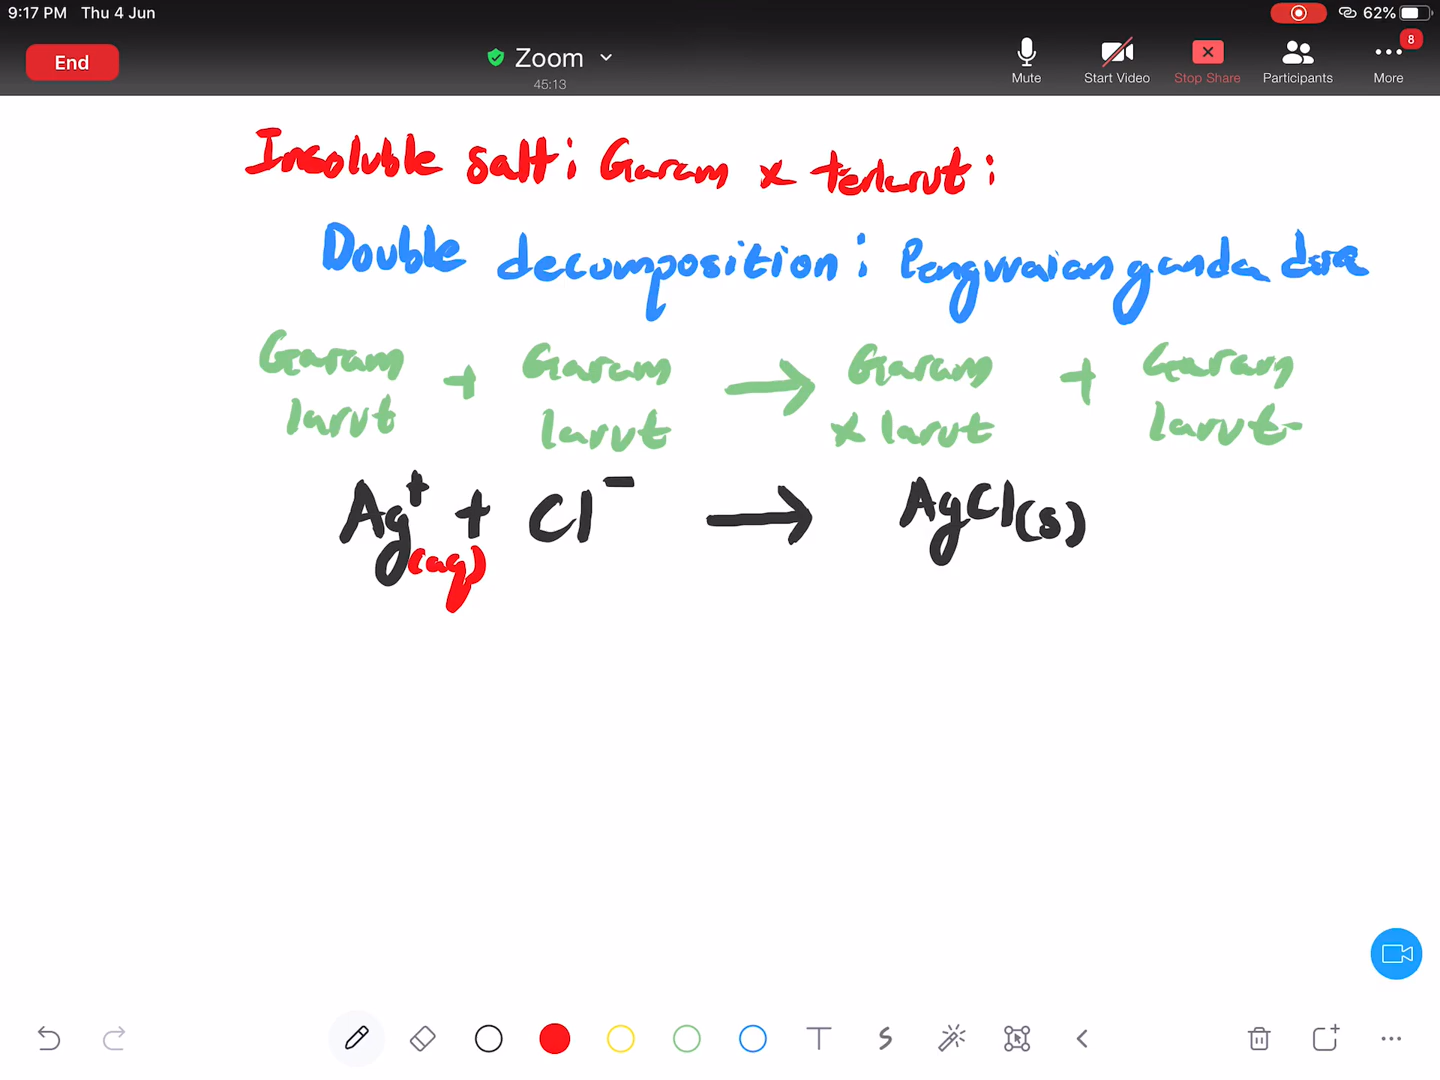 9:17 PM Thu 4 Jun
62%
8
End
Zoom
45:13
Mute
Start Video
Stop Share
Participants
More
Insoluble salt : Garam x terlarut :
Double decomposition : Penguraian ganda dua
Garam + Garam → Garam + Garam
larut larut x larut larut
Ag⁺ + Cl⁻ → AgCl(s)
(aq)
T
S